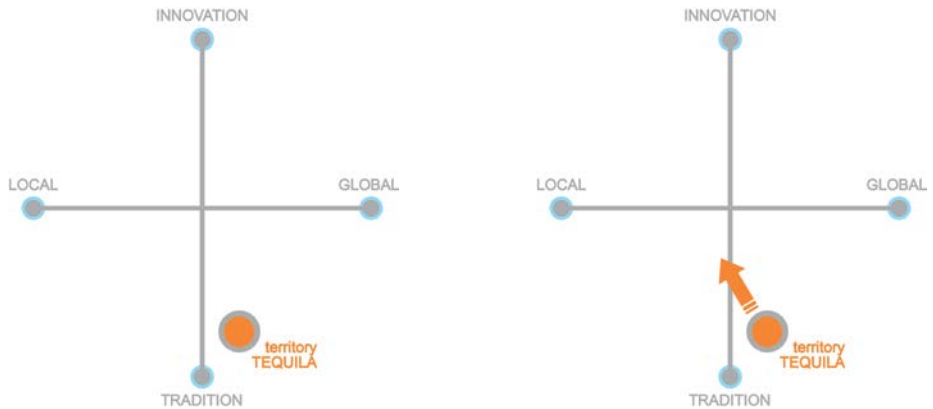 INNOVATION
LOCAL
GLOBAL
territory
TEQUILA
TRADITION
INNOVATION
LOCAL
GLOBAL
territory
TEQUILA
TRADITION